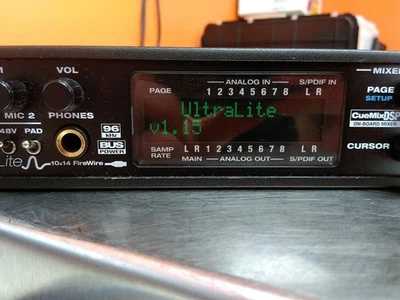 VOL
MIC 2
PHONES
48V PAD
96
kHz
BUS
POWER
Lite
10x14 FireWire
ANALOG IN
S/PDIF IN
PAGE
1 2 3 4 5 6 7 8
L R
UltraLite
v1.15
SAMP
RATE
L R 1 2 3 4 5 6 7 8
L R
MAIN
ANALOG OUT
S/PDIF OUT
MIXER
PAGE
SETUP
CueMix DSP
ON-BOARD MIXER
CURSOR